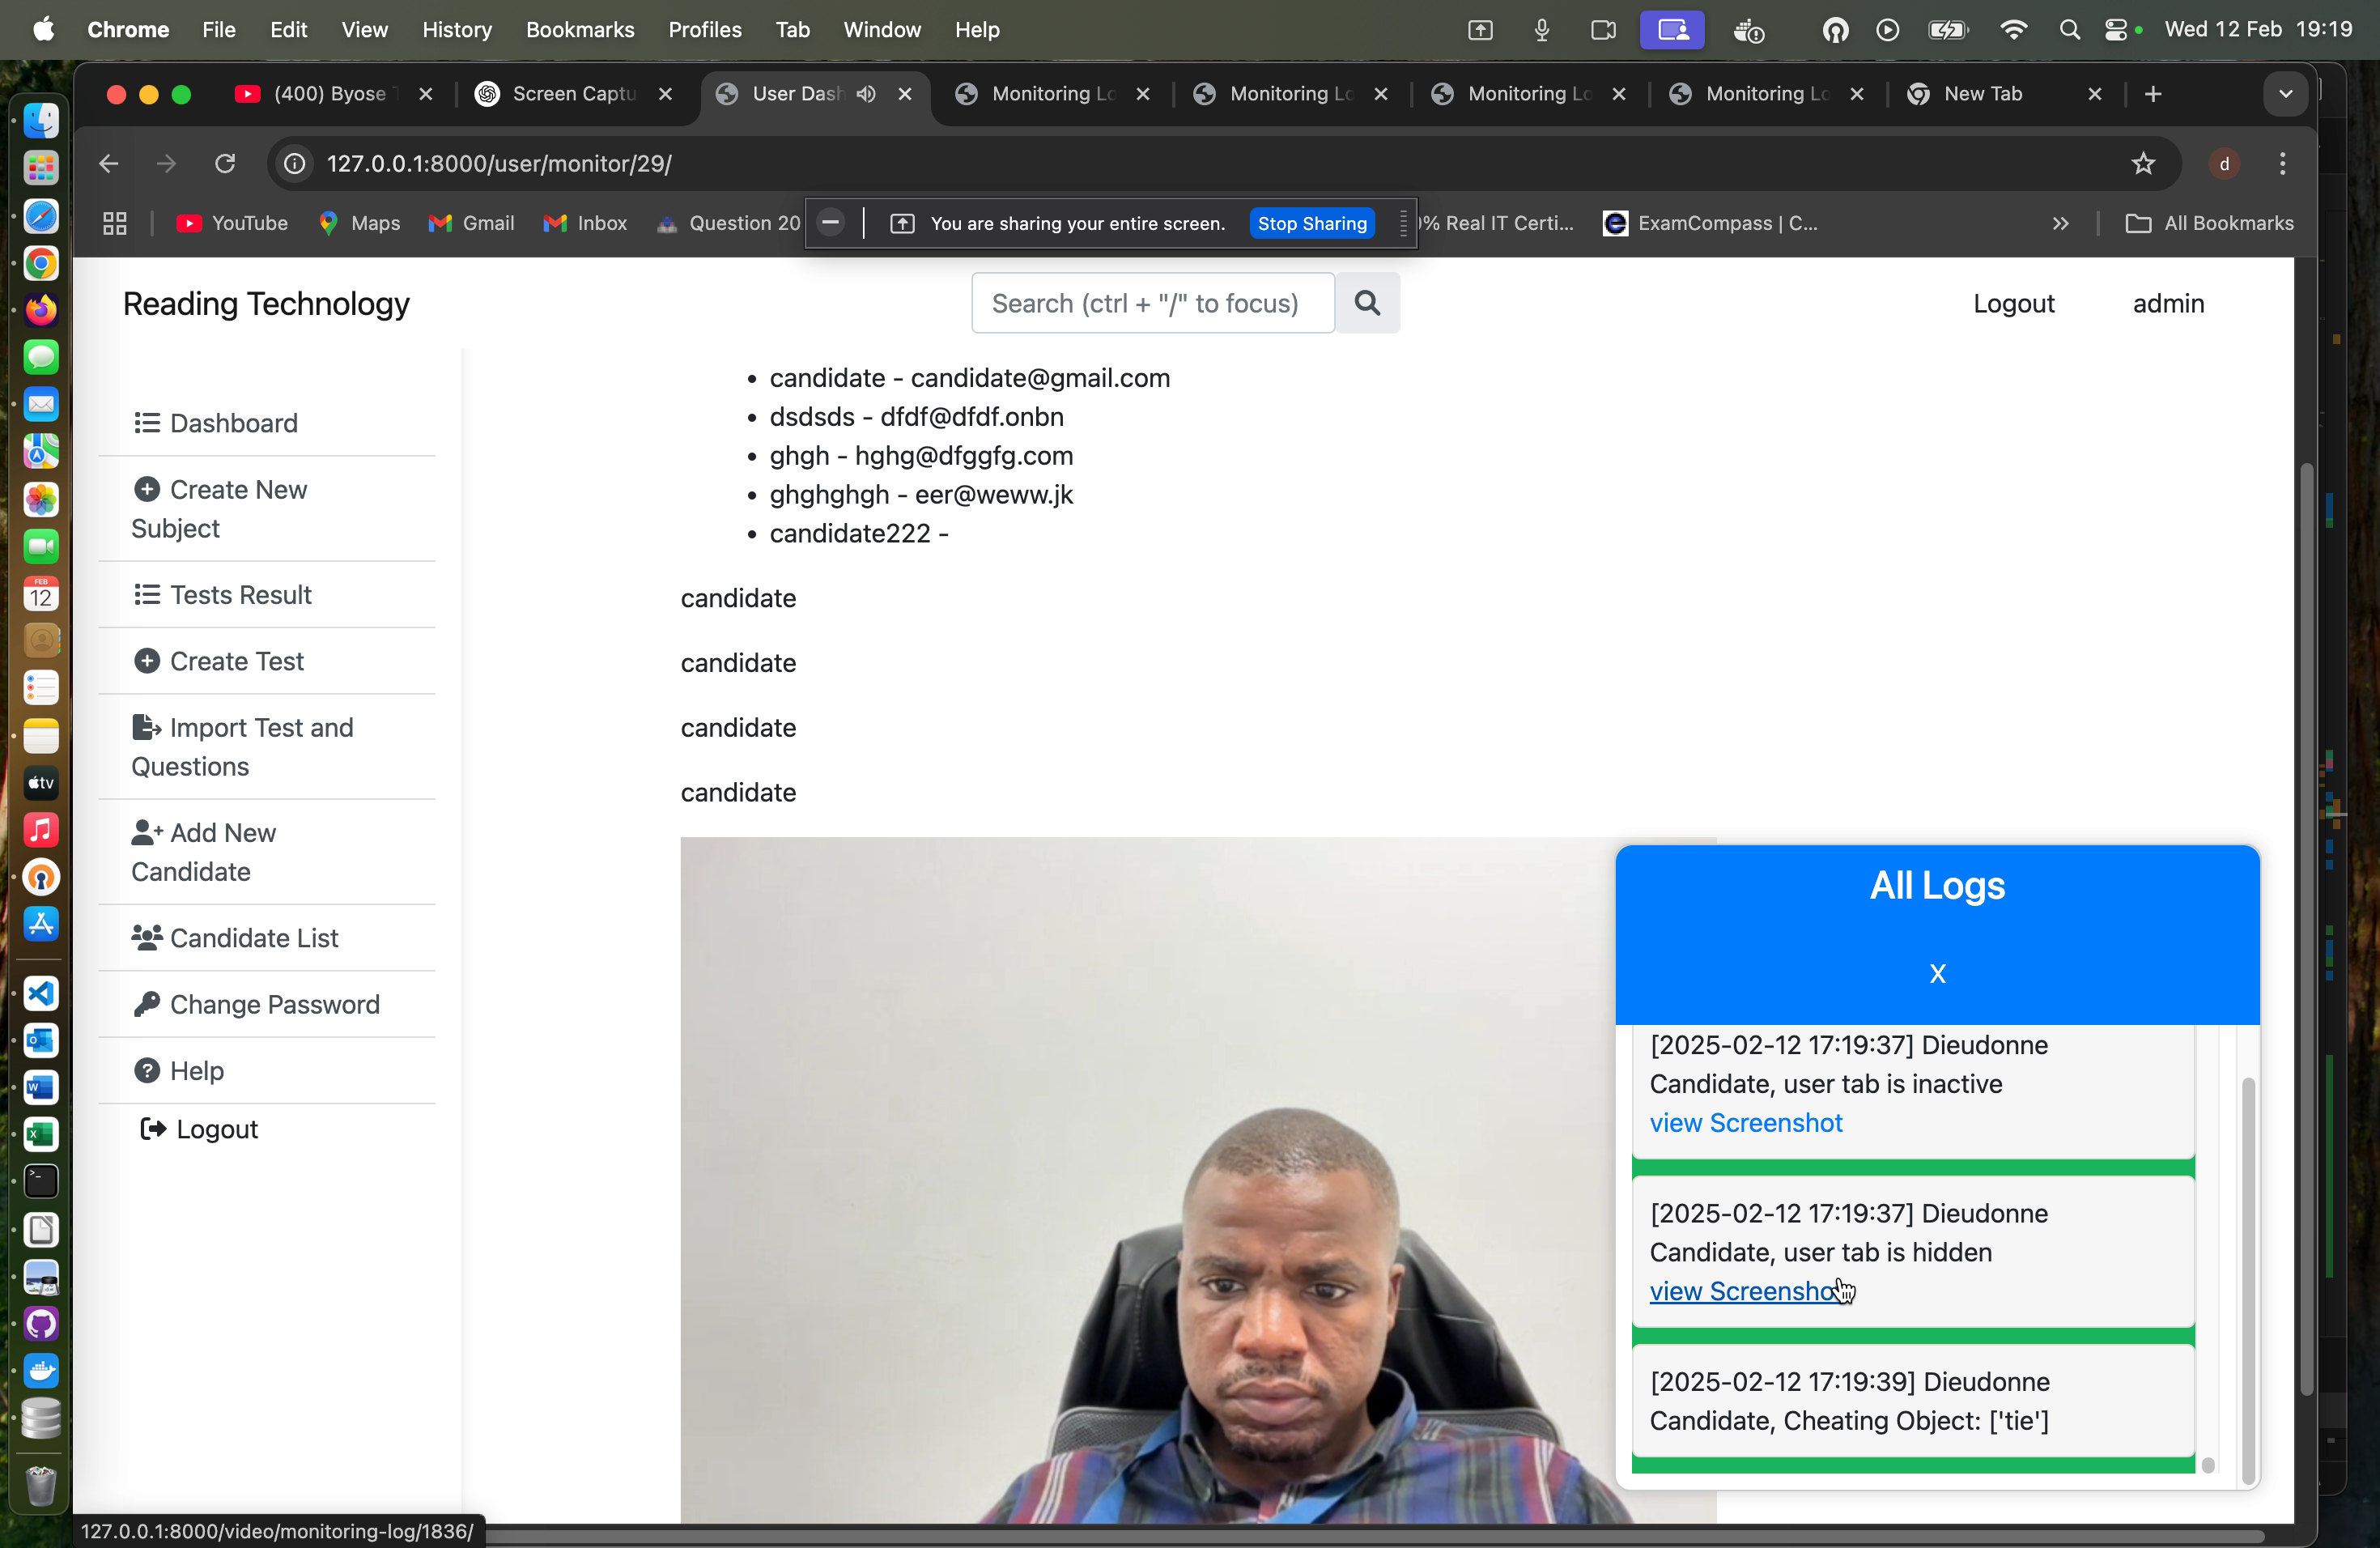 Chrome File Edit View History Bookmarks Profiles Tab Window Help Wed 12 Feb 19:19
(400) Byose T Screen Captu User Dash Monitoring Lo Monitoring Lo Monitoring Lo Monitoring Lo New Tab
127.0.0.1:8000/user/monitor/29/ d
YouTube Maps Gmail Inbox Question 20 You are sharing your entire screen. Stop Sharing % Real IT Certi... ExamCompass | C... » All Bookmarks
Reading Technology Search (ctrl + "/" to focus) Logout admin
Dashboard
Create New
Subject
Tests Result
Create Test
Import Test and
Questions
Add New
Candidate
Candidate List
Change Password
Help
Logout
• candidate - candidate@gmail.com
• dsdsds - dfdf@dfdf.onbn
• ghgh - hghg@dfggfg.com
• ghghghgh - eer@weww.jk
• candidate222 -
candidate
candidate
candidate
candidate
All Logs
X
[2025-02-12 17:19:37] Dieudonne
Candidate, user tab is inactive
view Screenshot
[2025-02-12 17:19:37] Dieudonne
Candidate, user tab is hidden
view Screenshot
[2025-02-12 17:19:39] Dieudonne
Candidate, Cheating Object: ['tie']
FEB
12
tv
127.0.0.1:8000/video/monitoring-log/1836/